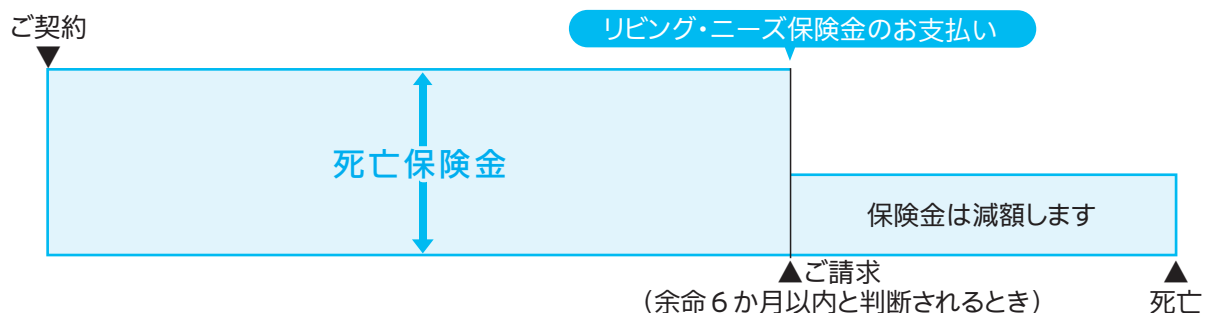 ご契約
▼
リビング・ニーズ保険金のお支払い
死亡保険金
保険金は減額します
▲ご請求
（余命６か月以内と判断されるとき）
▲
死亡